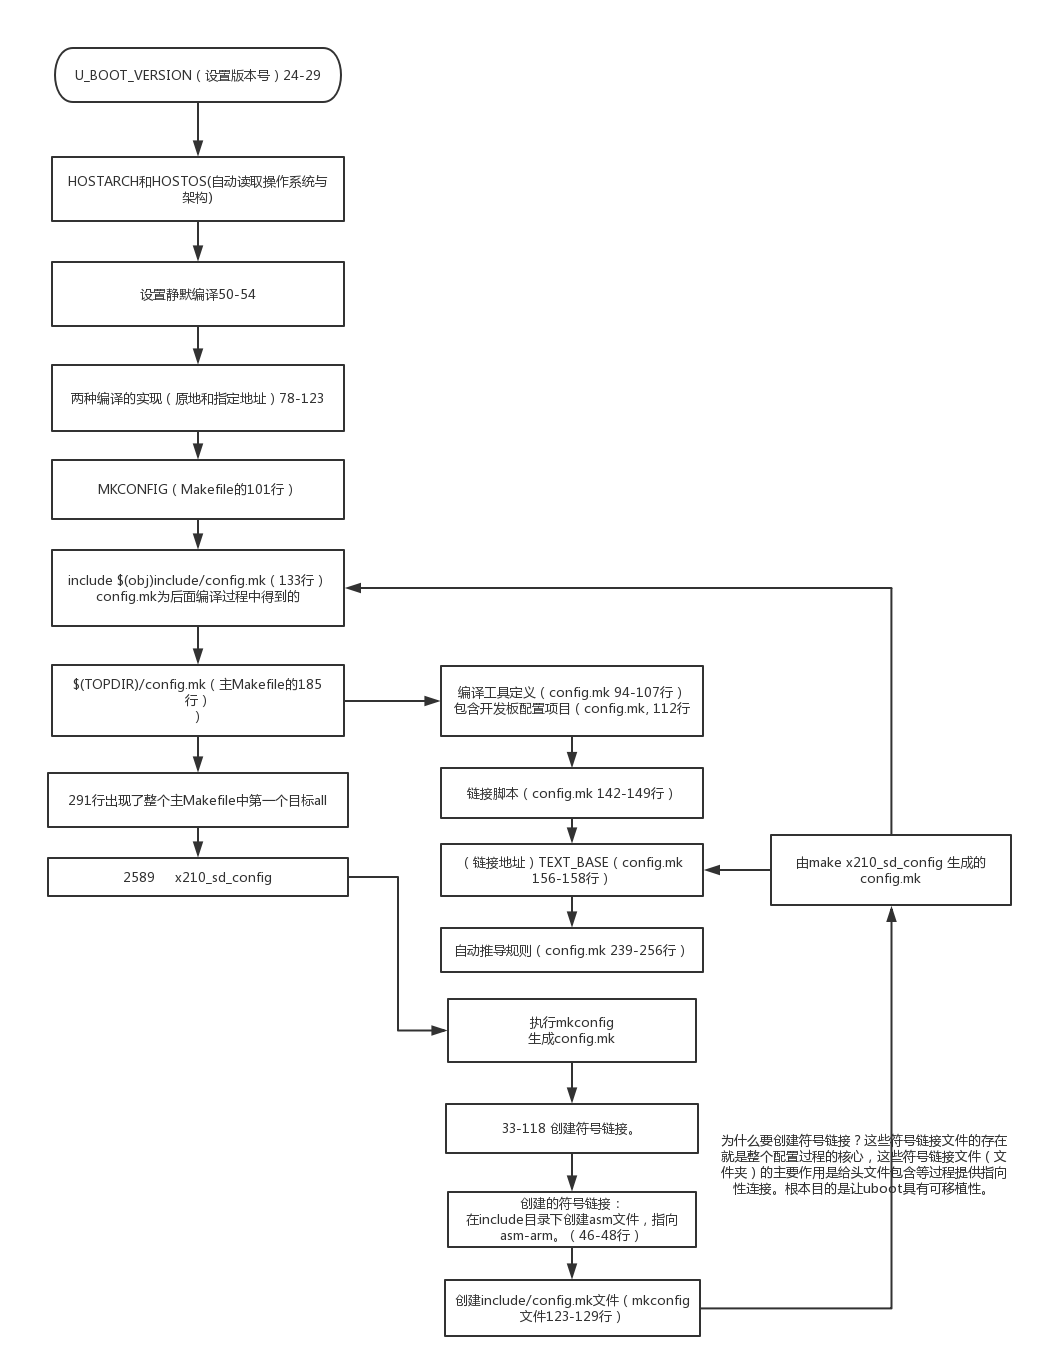 U_BOOT_VERSION（设置版本号）24-29
HOSTARCH和HOSTOS(自动读取操作系统与
架构)
设置静默编译50-54
两种编译的实现（原地和指定地址）78-123
MKCONFIG（Makefile的101行）
include $(obj)include/config.mk（133行）
config.mk为后面编译过程中得到的
$(TOPDIR)/config.mk（主Makefile的185
行）
）
291行出现了整个主Makefile中第一个目标all
2589 x210_sd_config
编译工具定义（config.mk 94-107行）
包含开发板配置项目（config.mk, 112行
链接脚本（config.mk 142-149行）
（链接地址）TEXT_BASE（config.mk
156-158行）
自动推导规则（config.mk 239-256行）
由make x210_sd_config 生成的
config.mk
执行mkconfig
生成config.mk
33-118 创建符号链接。
创建的符号链接：
在include目录下创建asm文件，指向
asm-arm。（46-48行）
创建include/config.mk文件（mkconfig
文件123-129行）
为什么要创建符号链接？这些符号链接文件的存在
就是整个配置过程的核心，这些符号链接文件（文
件夹）的主要作用是给头文件包含等过程提供指向
性连接。根本目的是让uboot具有可移植性。